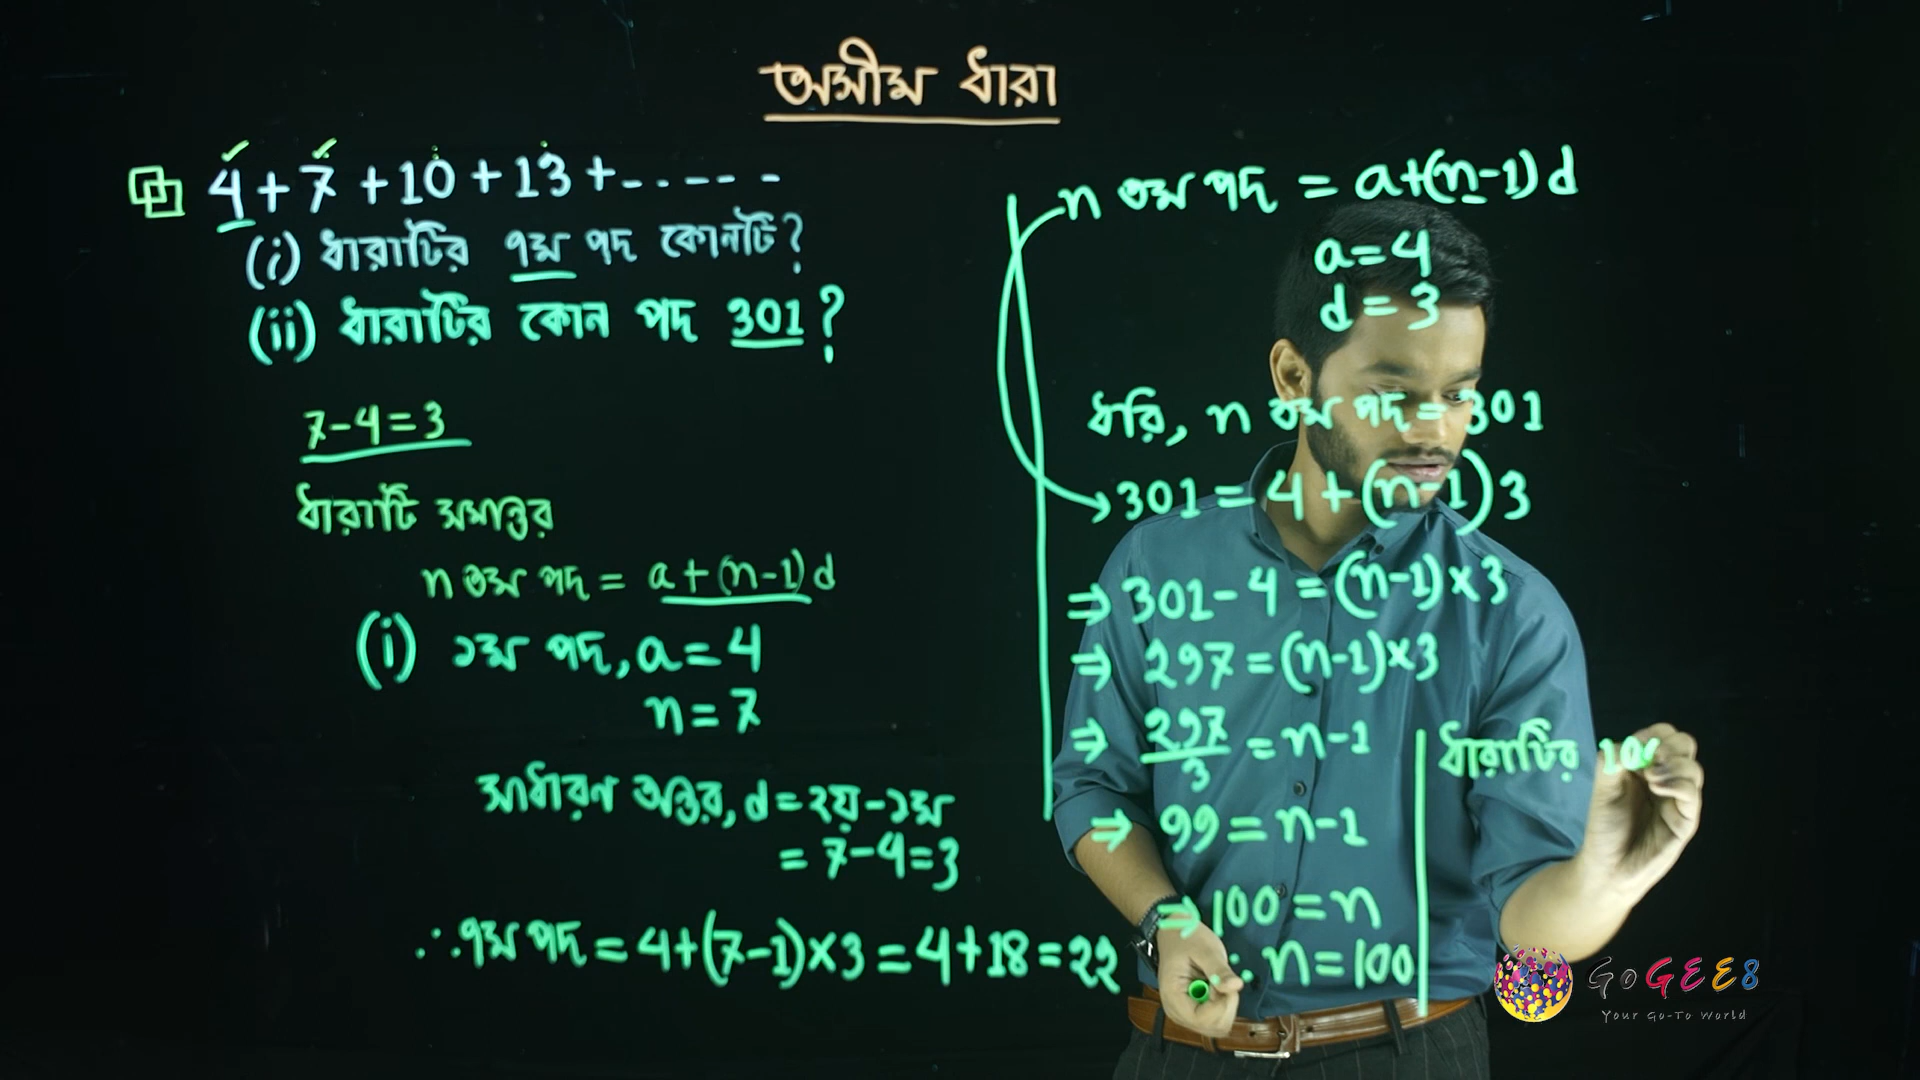 অসীম ধারা
4 + 7 + 10 + 13 + - - - - -
(i) ধারাটির ৭ম পদ কোনটি?
(ii) ধারাটির কোন পদ 301?
7-4=3
ধারাটি সমান্তর
n তম পদ = a+(n-1)d
(i) ১ম পদ, a=4
n=7
সাধারণ অন্তর, d=২য়-১ম
= 7-4=3
∴ ৭ম পদ = 4+(7-1)×3=4+18=22
n তম পদ = a+(n-1)d
a=4
d=3
ধরি, n তম পদ = 301
301=4+(n-1)3
⇒ 301-4=(n-1)×3
⇒ 297=(n-1)×3
⇒ 297/3 = n-1
⇒ 99=n-1
⇒ 100=n
∴ n=100
ধারাটির 10
GoGEE8
Your Go-To World